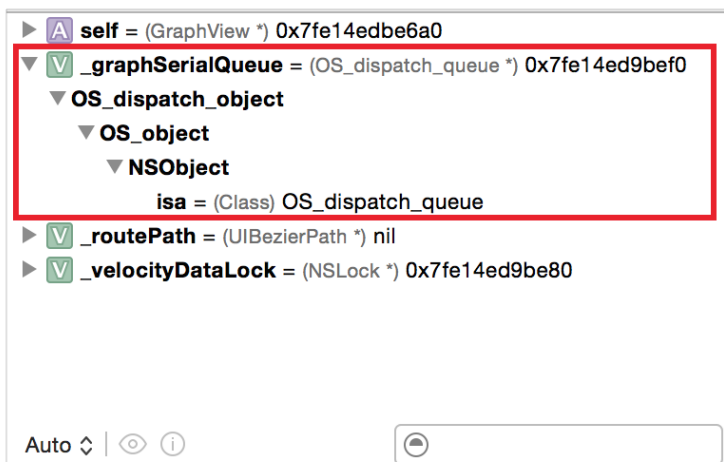 A self = (GraphView *) 0x7fe14edbe6a0
V _graphSerialQueue = (OS_dispatch_queue *) 0x7fe14ed9bef0
OS_dispatch_object
OS_object
NSObject
isa = (Class) OS_dispatch_queue
V _routePath = (UIBezierPath *) nil
V _velocityDataLock = (NSLock *) 0x7fe14ed9be80
Auto